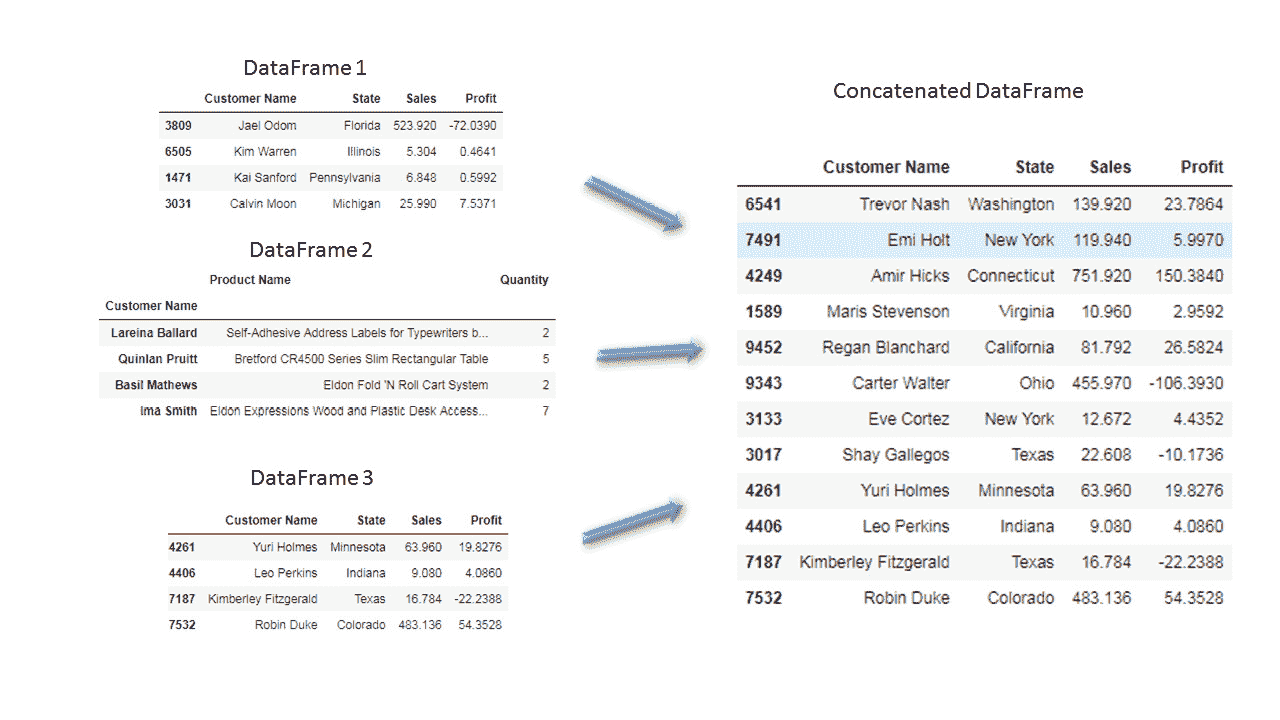 DataFrame 1
Customer Name State Sales Profit
3809 Jael Odom Florida 523.920 -72.0390
6505 Kim Warren Illinois 5.304 0.4641
1471 Kai Sanford Pennsylvania 6.848 0.5992
3031 Calvin Moon Michigan 25.990 7.5371
DataFrame 2
Product Name Quantity
Customer Name
Lareina Ballard Self-Adhesive Address Labels for Typewriters b... 2
Quinlan Pruitt Bretford CR4500 Series Slim Rectangular Table 5
Basil Mathews Eldon Fold 'N Roll Cart System 2
Ima Smith Eldon Expressions Wood and Plastic Desk Access... 7
DataFrame 3
Customer Name State Sales Profit
4261 Yuri Holmes Minnesota 63.960 19.8276
4406 Leo Perkins Indiana 9.080 4.0860
7187 Kimberley Fitzgerald Texas 16.784 -22.2388
7532 Robin Duke Colorado 483.136 54.3528
Concatenated DataFrame
Customer Name State Sales Profit
6541 Trevor Nash Washington 139.920 23.7864
7491 Emi Holt New York 119.940 5.9970
4249 Amir Hicks Connecticut 751.920 150.3840
1589 Maris Stevenson Virginia 10.960 2.9592
9452 Regan Blanchard California 81.792 26.5824
9343 Carter Walter Ohio 455.970 -106.3930
3133 Eve Cortez New York 12.672 4.4352
3017 Shay Gallegos Texas 22.608 -10.1736
4261 Yuri Holmes Minnesota 63.960 19.8276
4406 Leo Perkins Indiana 9.080 4.0860
7187 Kimberley Fitzgerald Texas 16.784 -22.2388
7532 Robin Duke Colorado 483.136 54.3528